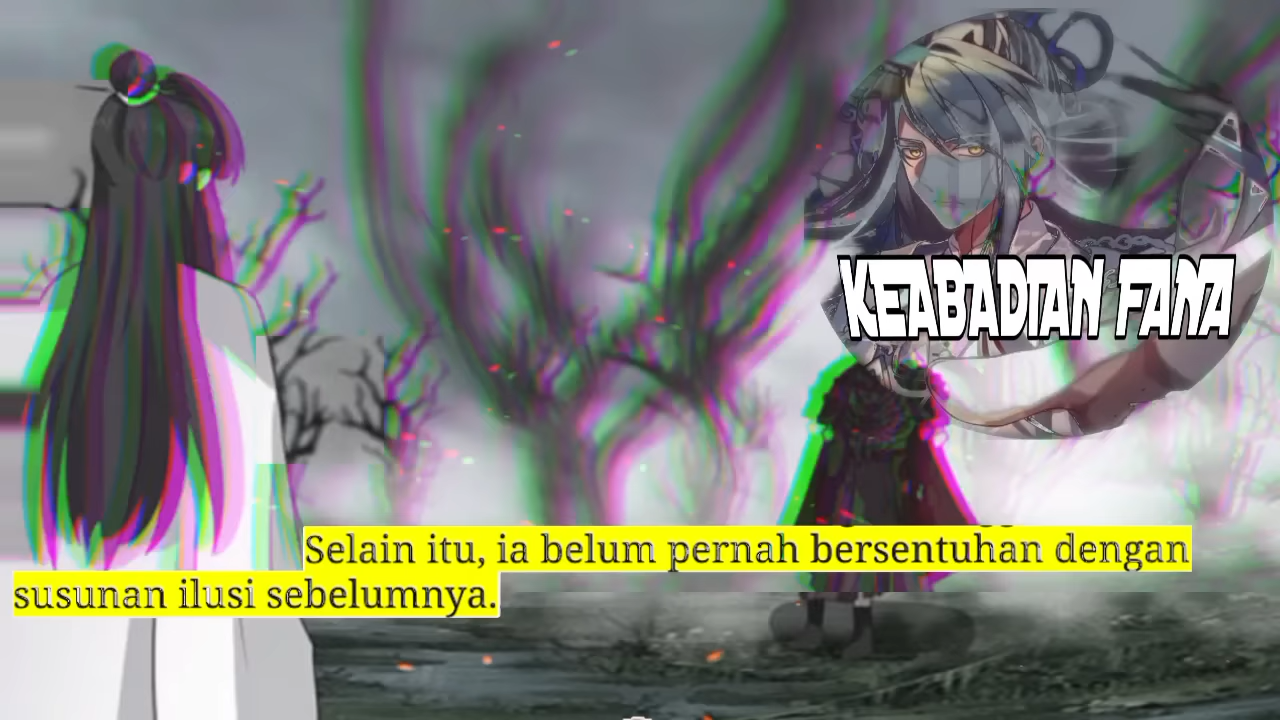 KEABADIAN FANA
Selain itu, ia belum pernah bersentuhan dengan
susunan ilusi sebelumnya.